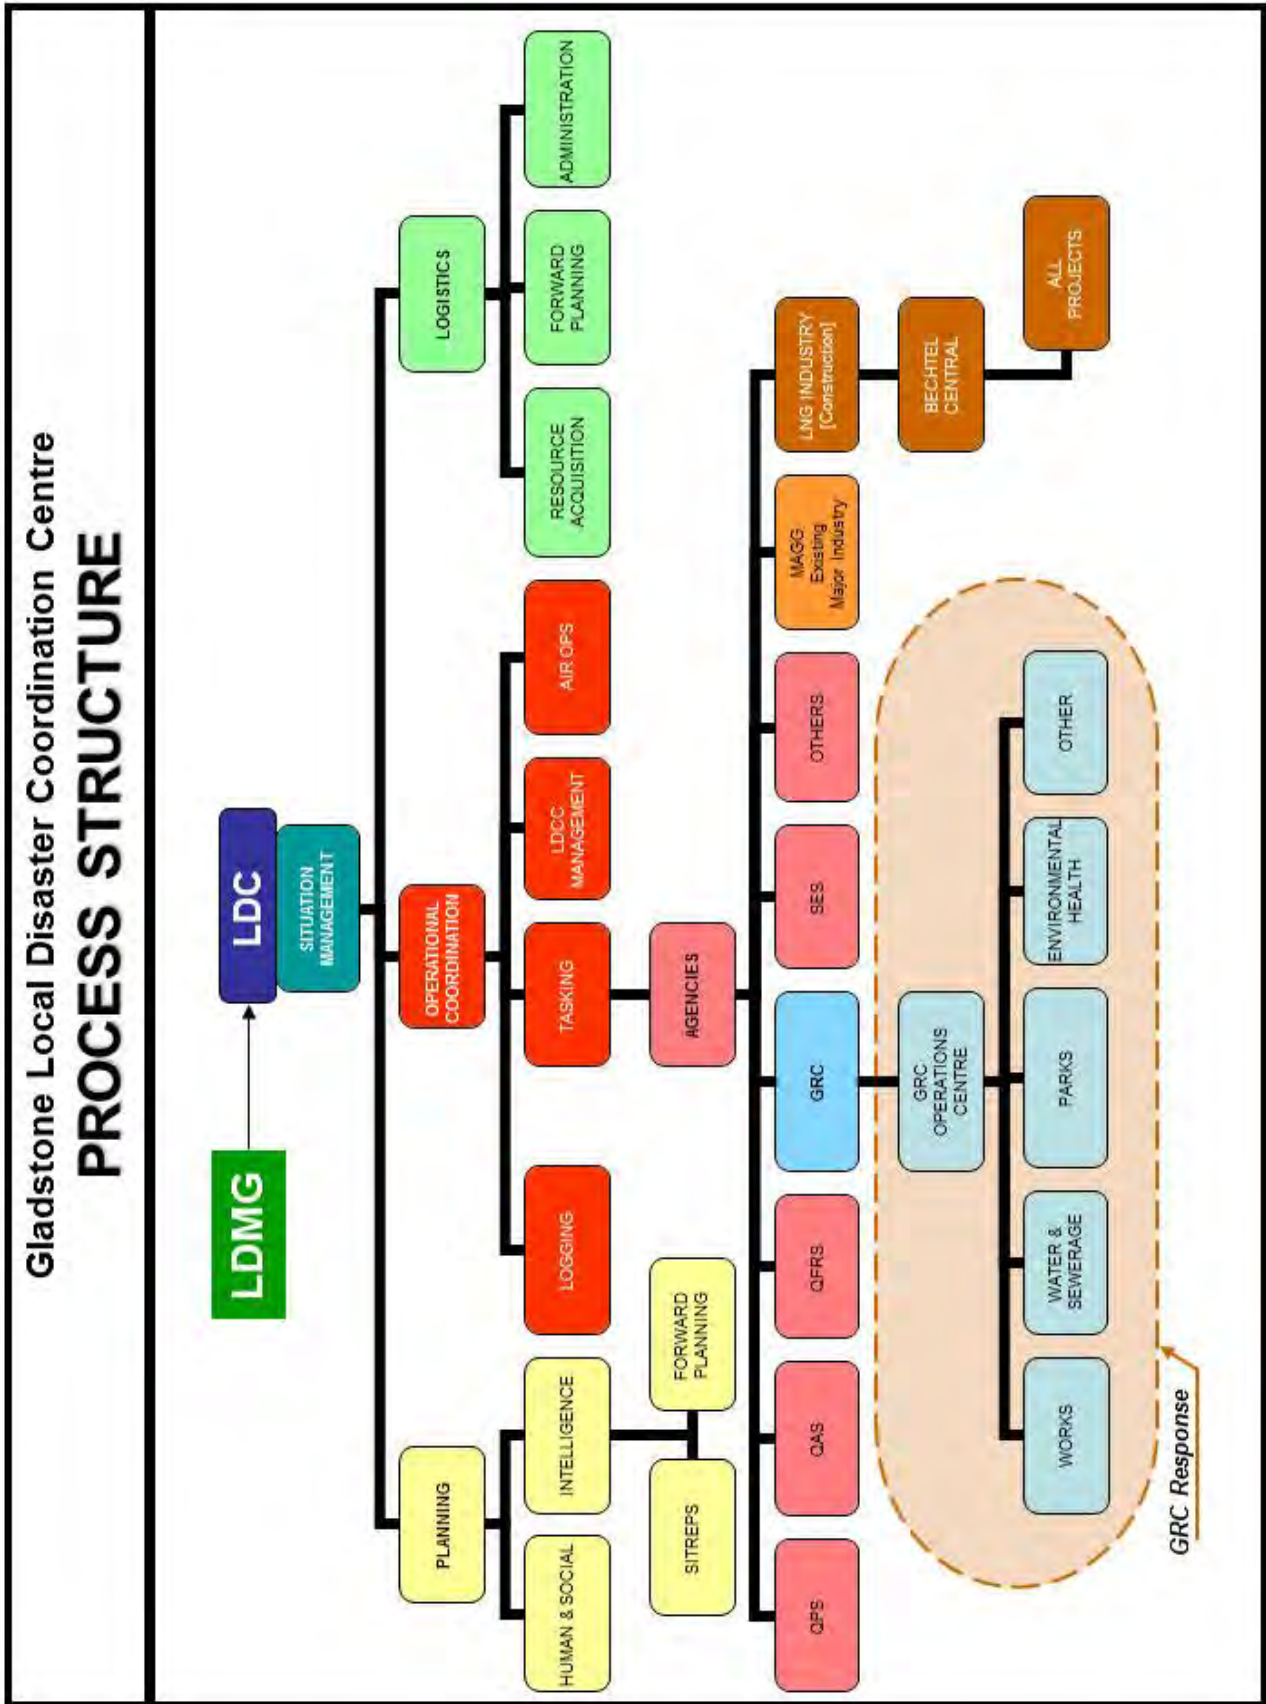 Gladstone Local Disaster Coordination Centre
PROCESS STRUCTURE
LDMG
LDC
SITUATION
MANAGEMENT
PLANNING
OPERATIONAL
COORDINATION
LOGISTICS
HUMAN & SOCIAL
INTELLIGENCE
LOGGING
TASKING
LDCC
MANAGEMENT
AIR OPS
RESOURCE
ACQUISITION
FORWARD
PLANNING
ADMINISTRATION
SITREPS
FORWARD
PLANNING
AGENCIES
QPS
QAS
QFRS
GRC
SES
OTHERS
MAGG
Existing
Major Industry
LNG INDUSTRY
[Construction]
GRC
OPERATIONS
CENTRE
BECHTEL
CENTRAL
WORKS
WATER &
SEWERAGE
PARKS
ENVIRONMENTAL
HEALTH
OTHER
ALL
PROJECTS
GRC Response